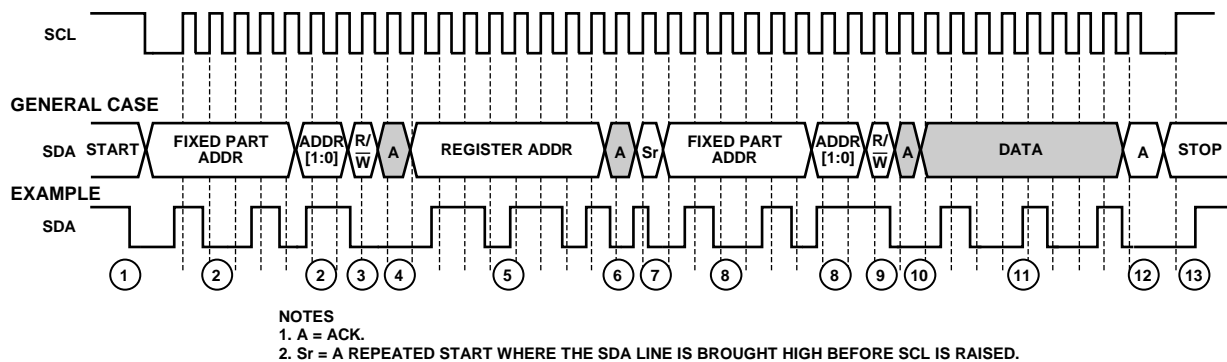 SCL
GENERAL CASE
SDA START FIXED PART ADDR ADDR [1:0] R/W A REGISTER ADDR A Sr FIXED PART ADDR ADDR [1:0] R/W A DATA A STOP
EXAMPLE
SDA
1 2 2 3 4 5 6 7 8 8 9 10 11 12 13
NOTES
1. A = ACK.
2. Sr = A REPEATED START WHERE THE SDA LINE IS BROUGHT HIGH BEFORE SCL IS RAISED.